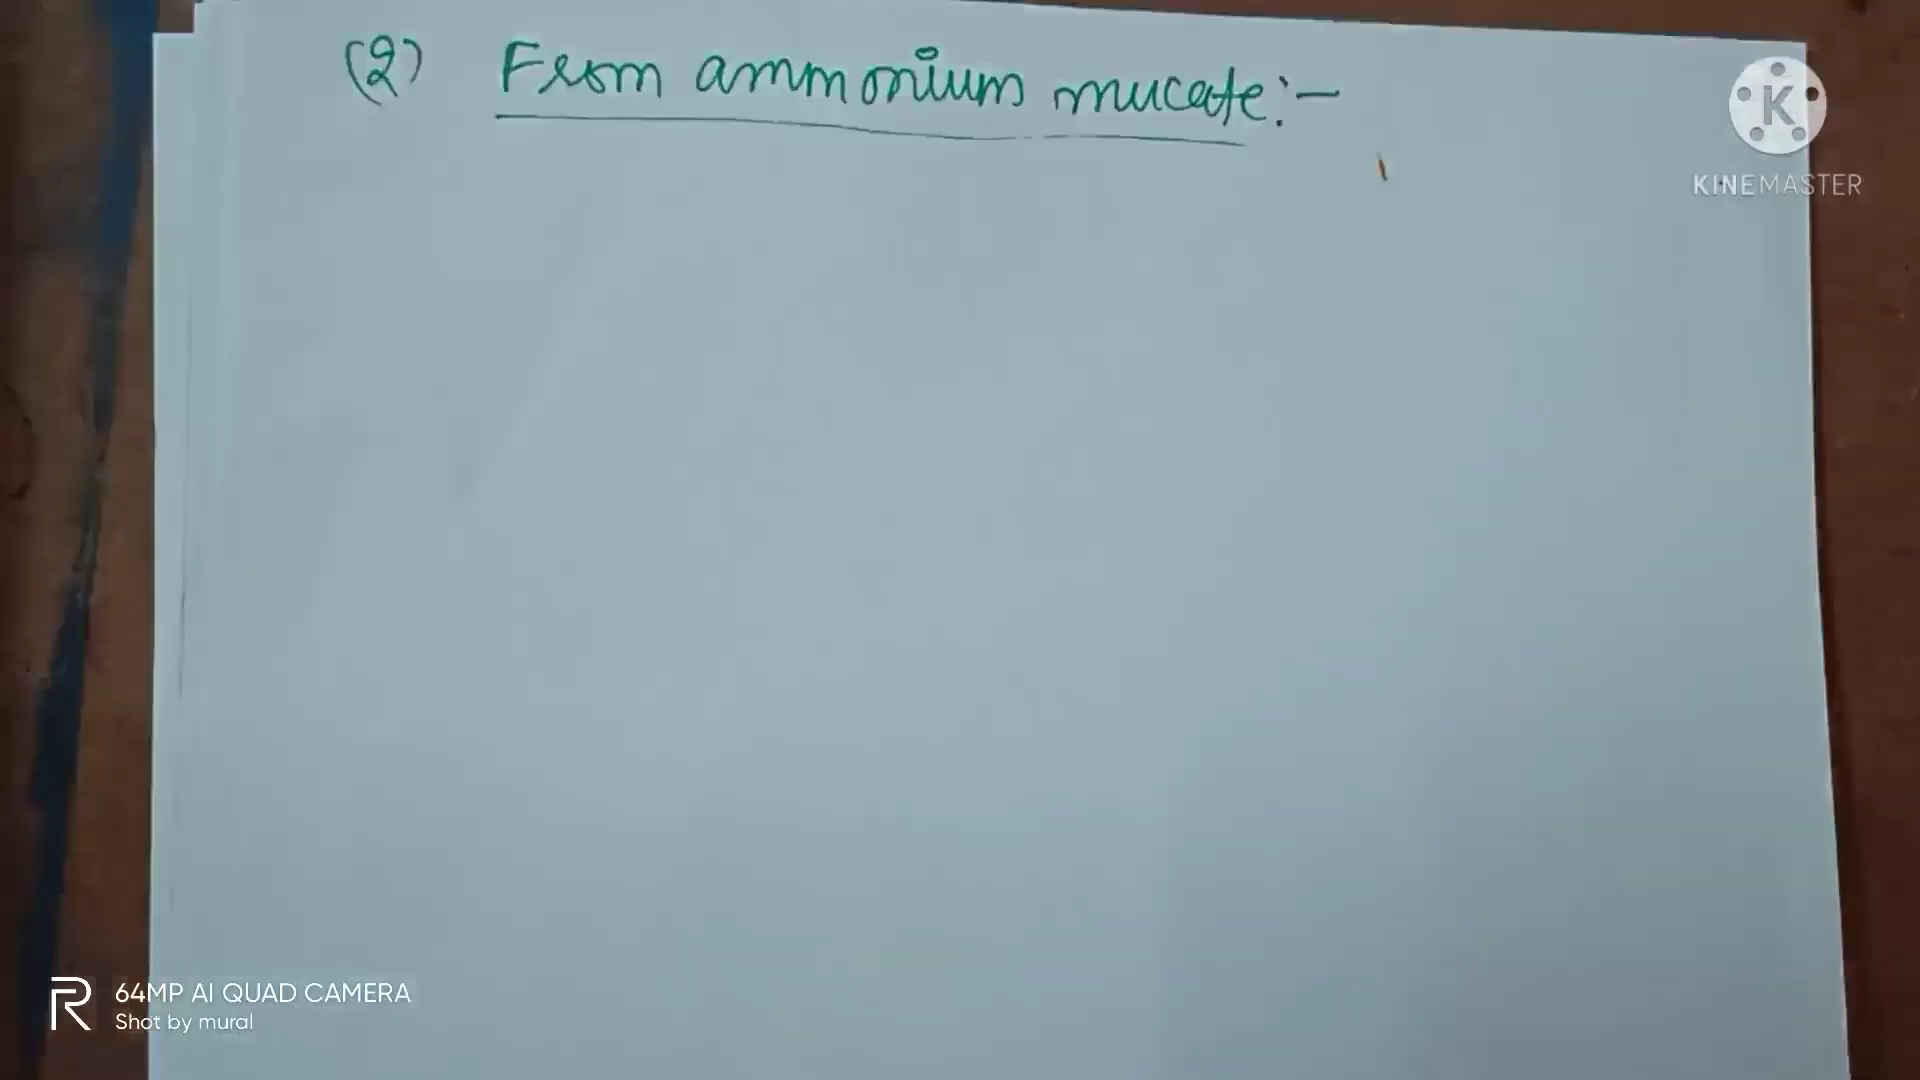 (2) From ammonium mucate:-
KINEMASTER
64MP AI QUAD CAMERA
Shot by mural